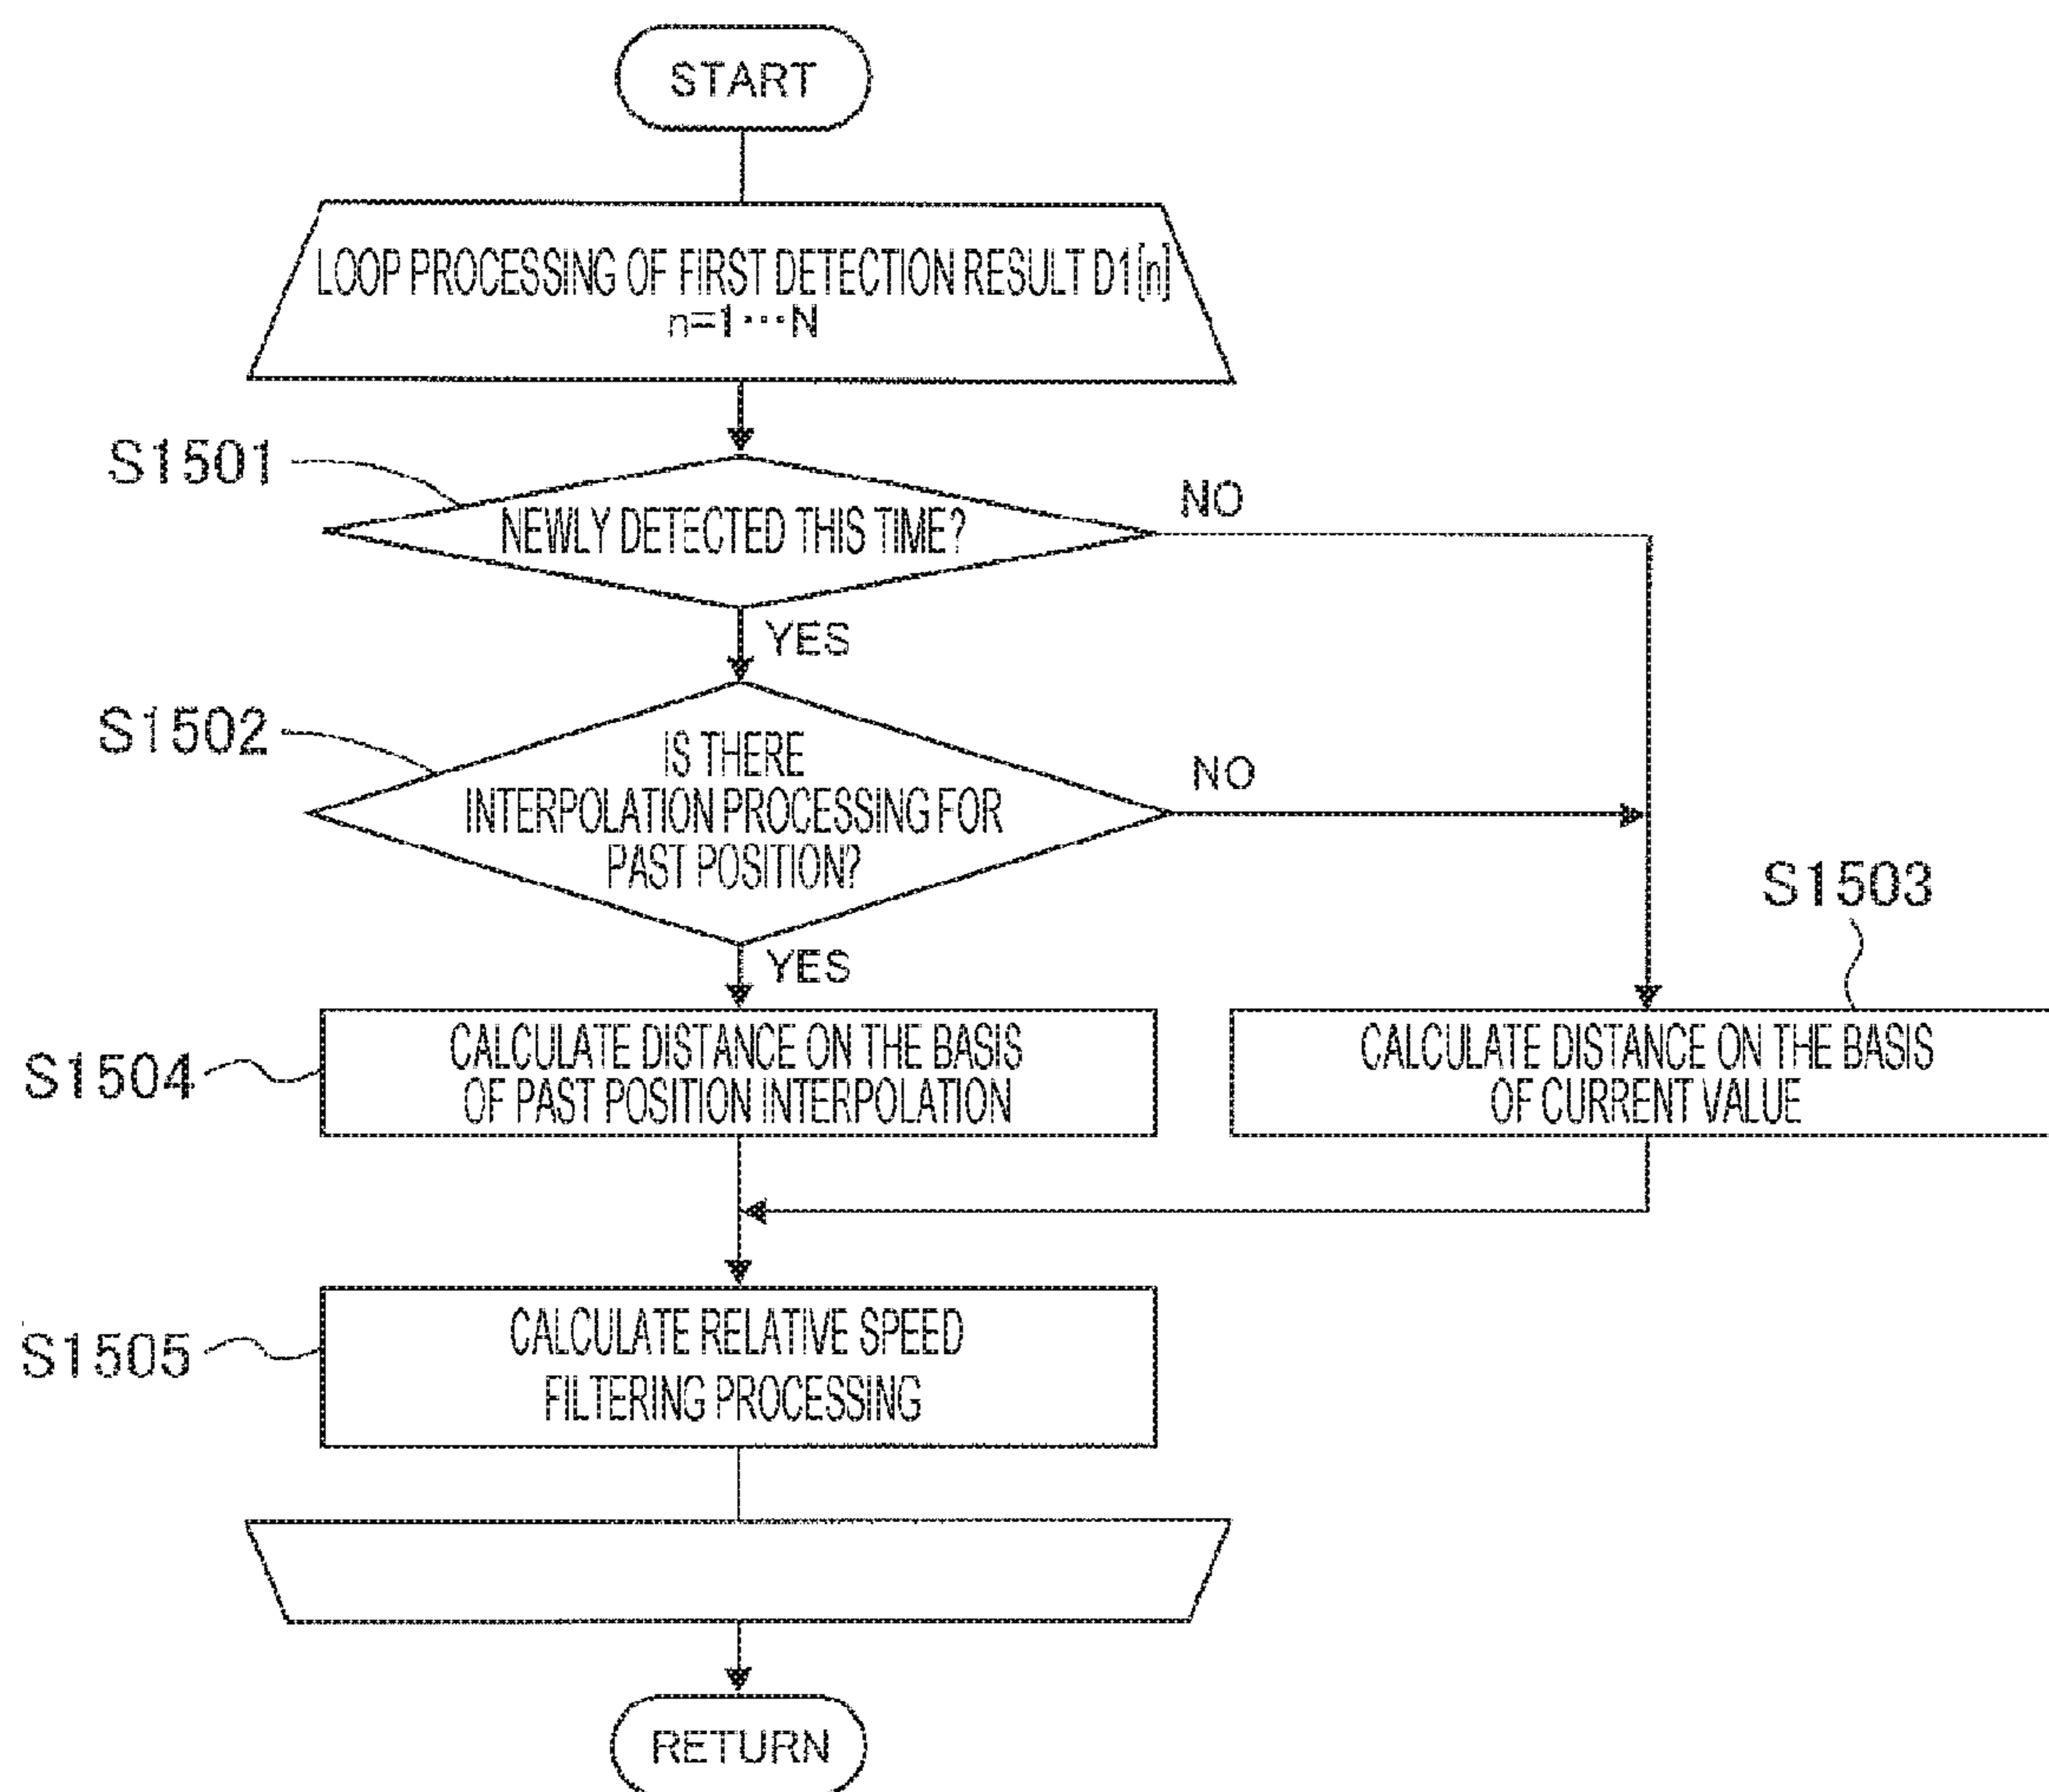 START
LOOP PROCESSING OF FIRST DETECTION RESULT D1[n]
n=1···N
S1501
NEWLY DETECTED THIS TIME?
NO
YES
S1502
IS THERE
INTERPOLATION PROCESSING FOR
PAST POSITION?
NO
YES
S1503
S1504
CALCULATE DISTANCE ON THE BASIS
OF PAST POSITION INTERPOLATION
CALCULATE DISTANCE ON THE BASIS
OF CURRENT VALUE
S1505
CALCULATE RELATIVE SPEED
FILTERING PROCESSING
RETURN